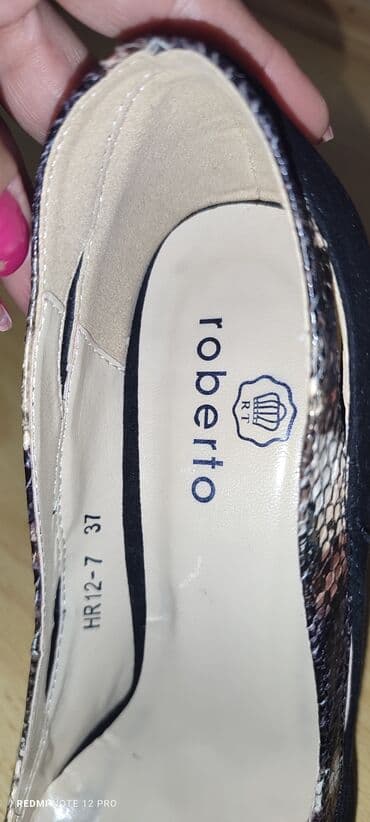 roberto
RT
HR12-7 37
REDMI NOTE 12 PRO